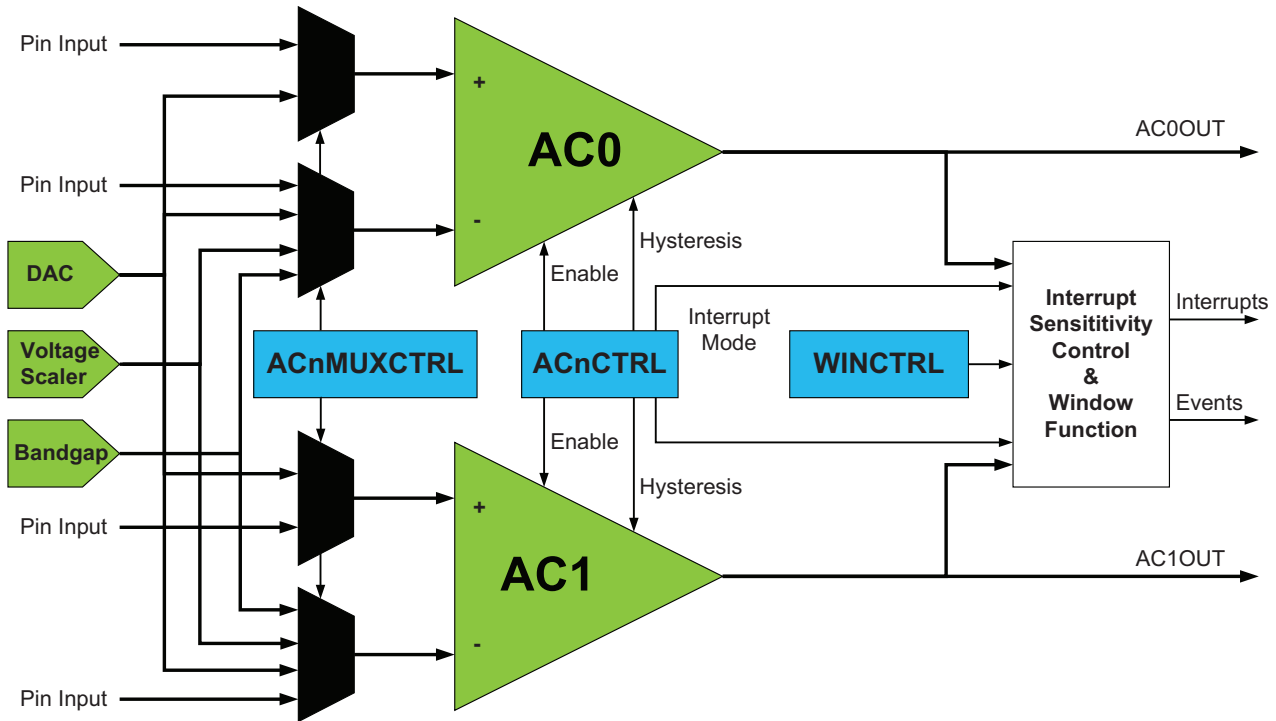 Pin Input
+
AC0
AC0OUT
Pin Input
-
Hysteresis
Enable
DAC
Interrupt
Mode
Interrupt
Sensititivity
Control
&
Window
Function
Interrupts
Events
Voltage
Scaler
ACnMUXCTRL
ACnCTRL
WINCTRL
Bandgap
Enable
Hysteresis
Pin Input
+
AC1
AC1OUT
-
Pin Input